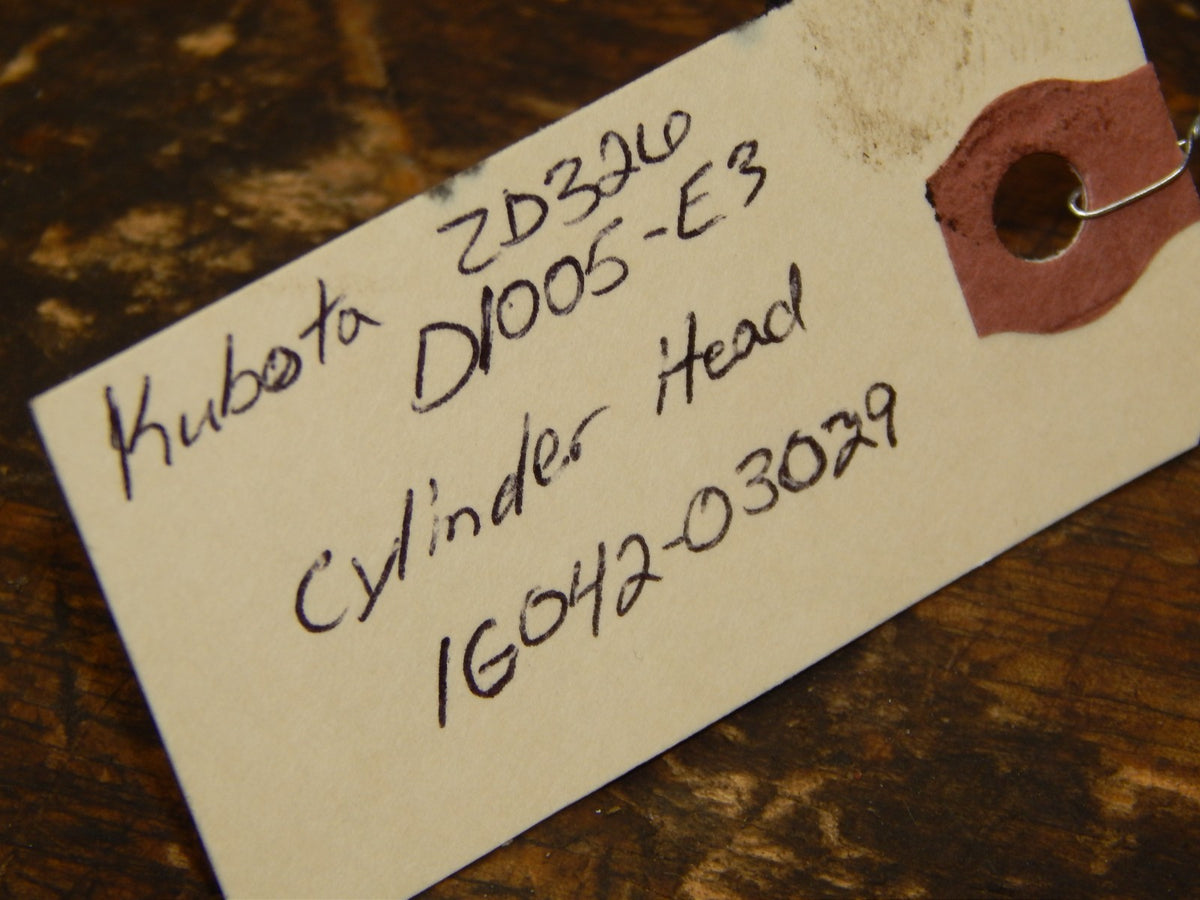 Kubota ZD326
D1005-E3
Cylinder Head
1G042-03029